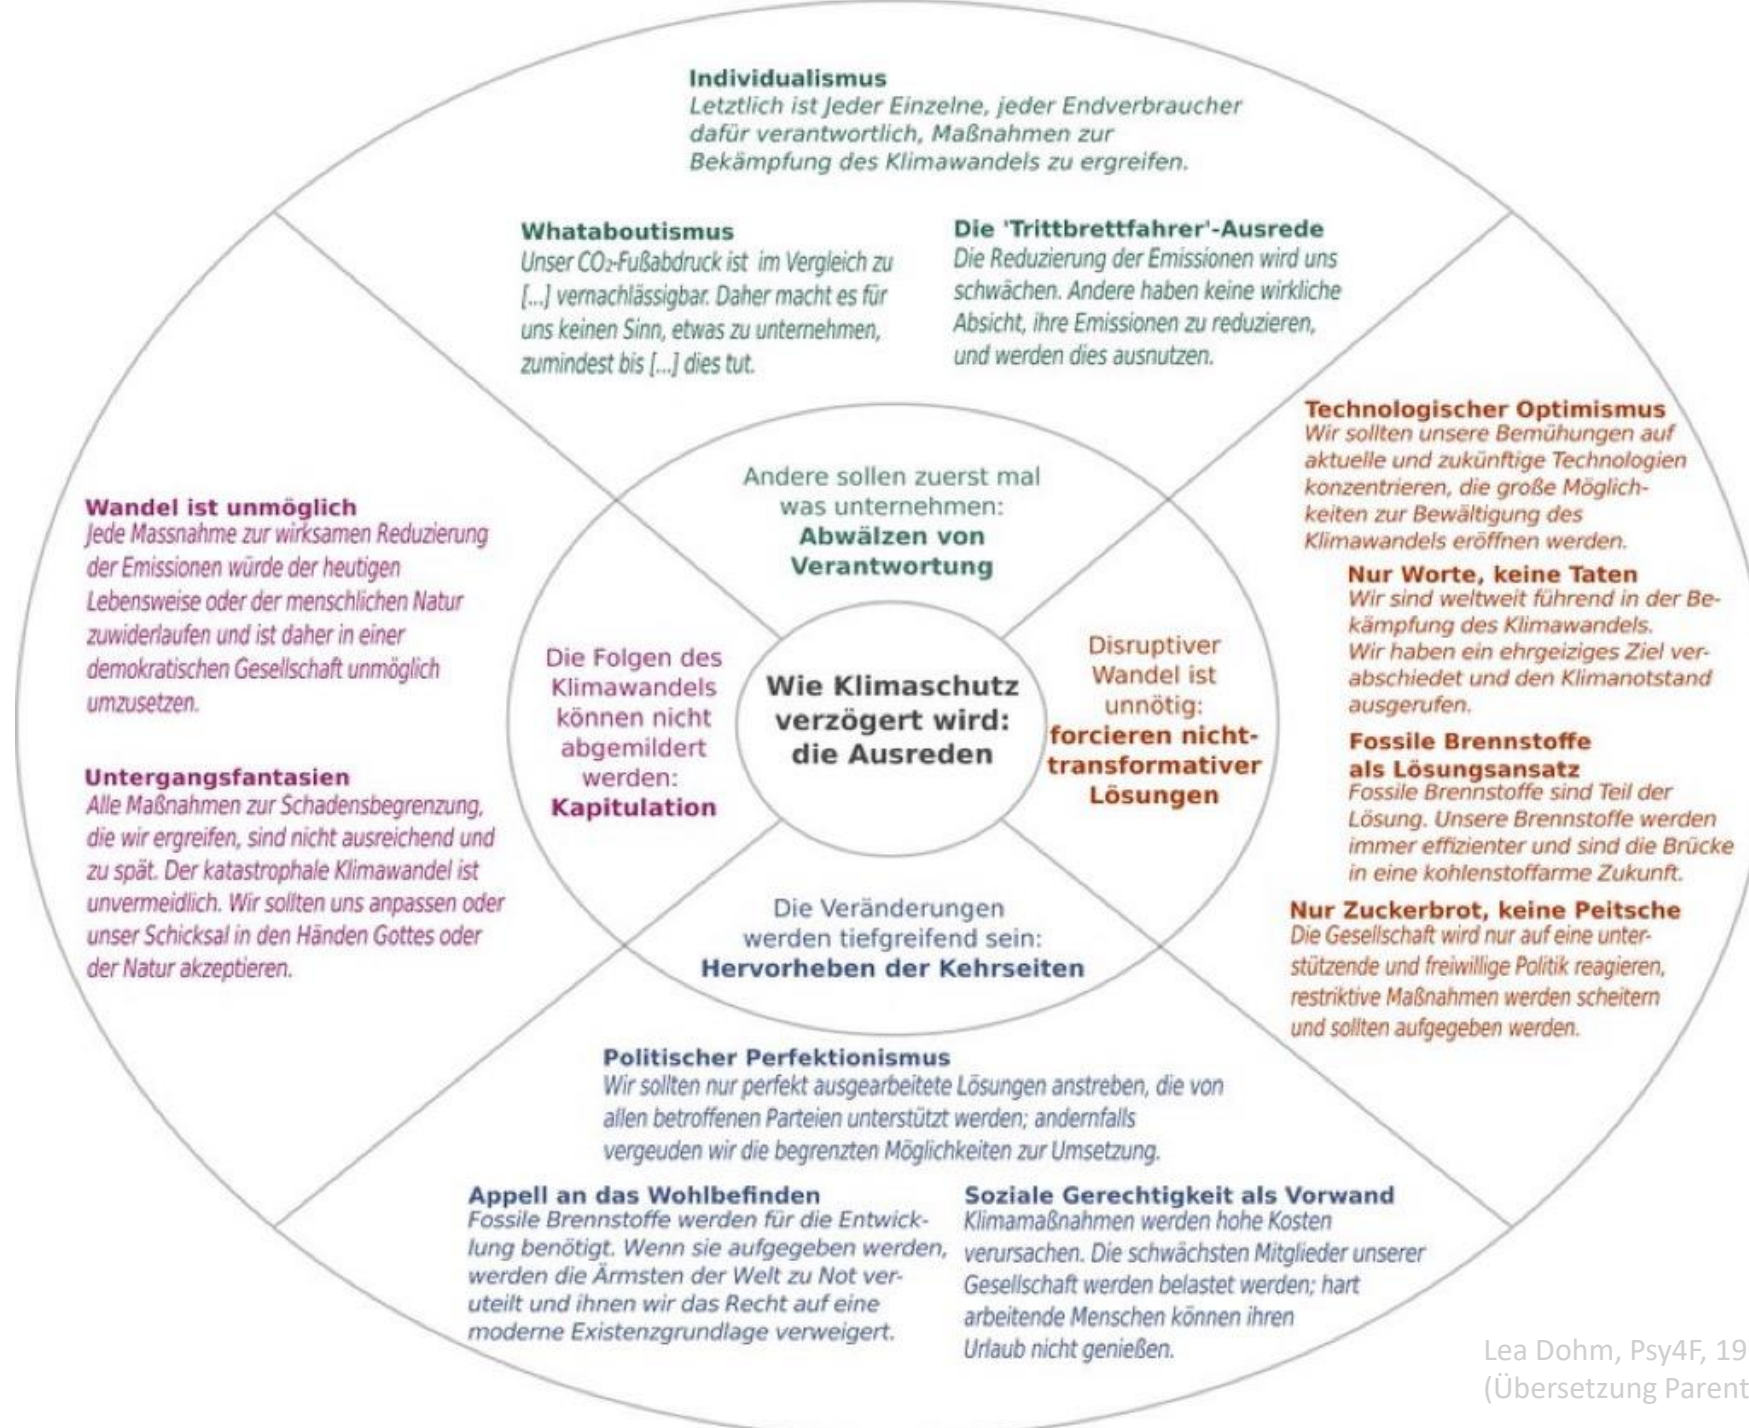 Individualismus
Letztlich ist Jeder Einzelne, jeder Endverbraucher
dafür verantwortlich, Maßnahmen zur
Bekämpfung des Klimawandels zu ergreifen.
Whataboutismus
Unser CO₂-Fußabdruck ist im Vergleich zu
[...] vernachlässigbar. Daher macht es für
uns keinen Sinn, etwas zu unternehmen,
zumindest bis [...] dies tut.
Die 'Trittbrettfahrer'-Ausrede
Die Reduzierung der Emissionen wird uns
schwächen. Andere haben keine wirkliche
Absicht, ihre Emissionen zu reduzieren,
und werden dies ausnutzen.
Andere sollen zuerst mal
was unternehmen:
Abwälzen von
Verantwortung
Technologischer Optimismus
Wir sollten unsere Bemühungen auf
aktuelle und zukünftige Technologien
konzentrieren, die große Möglich-
keiten zur Bewältigung des
Klimawandels eröffnen werden.
Nur Worte, keine Taten
Wir sind weltweit führend in der Be-
kämpfung des Klimawandels.
Wir haben ein ehrgeiziges Ziel ver-
abschiedet und den Klimanotstand
ausgerufen.
Fossile Brennstoffe
als Lösungsansatz
Fossile Brennstoffe sind Teil der
Lösung. Unsere Brennstoffe werden
immer effizienter und sind die Brücke
in eine kohlenstoffarme Zukunft.
Nur Zuckerbrot, keine Peitsche
Die Gesellschaft wird nur auf eine unter-
stützende und freiwillige Politik reagieren,
restriktive Maßnahmen werden scheitern
und sollten aufgegeben werden.
Wandel ist unmöglich
Jede Massnahme zur wirksamen Reduzierung
der Emissionen würde der heutigen
Lebensweise oder der menschlichen Natur
zuwiderlaufen und ist daher in einer
demokratischen Gesellschaft unmöglich
umzusetzen.
Untergangsfantasien
Alle Maßnahmen zur Schadensbegrenzung,
die wir ergreifen, sind nicht ausreichend und
zu spät. Der katastrophale Klimawandel ist
unvermeidlich. Wir sollten uns anpassen oder
unser Schicksal in den Händen Gottes oder
der Natur akzeptieren.
Die Folgen des
Klimawandels
können nicht
abgemildert
werden:
Kapitulation
Wie Klimaschutz
verzögert wird:
die Ausreden
Disruptiver
Wandel ist
unnötig:
forcieren nicht-
transformativer
Lösungen
Die Veränderungen
werden tiefgreifend sein:
Hervorheben der Kehrseiten
Politischer Perfektionismus
Wir sollten nur perfekt ausgearbeitete Lösungen anstreben, die von
allen betroffenen Parteien unterstützt werden; andernfalls
vergeuden wir die begrenzten Möglichkeiten zur Umsetzung.
Appell an das Wohlbefinden
Fossile Brennstoffe werden für die Entwick-
lung benötigt. Wenn sie aufgegeben werden,
werden die Ärmsten der Welt zu Not ver-
uteilt und ihnen wir das Recht auf eine
moderne Existenzgrundlage verweigert.
Soziale Gerechtigkeit als Vorwand
Klimamaßnahmen werden hohe Kosten
verursachen. Die schwächsten Mitglieder unserer
Gesellschaft werden belastet werden; hart
arbeitende Menschen können ihren
Urlaub nicht genießen.
Lea Dohm, Psy4F, 19
(Übersetzung Parent